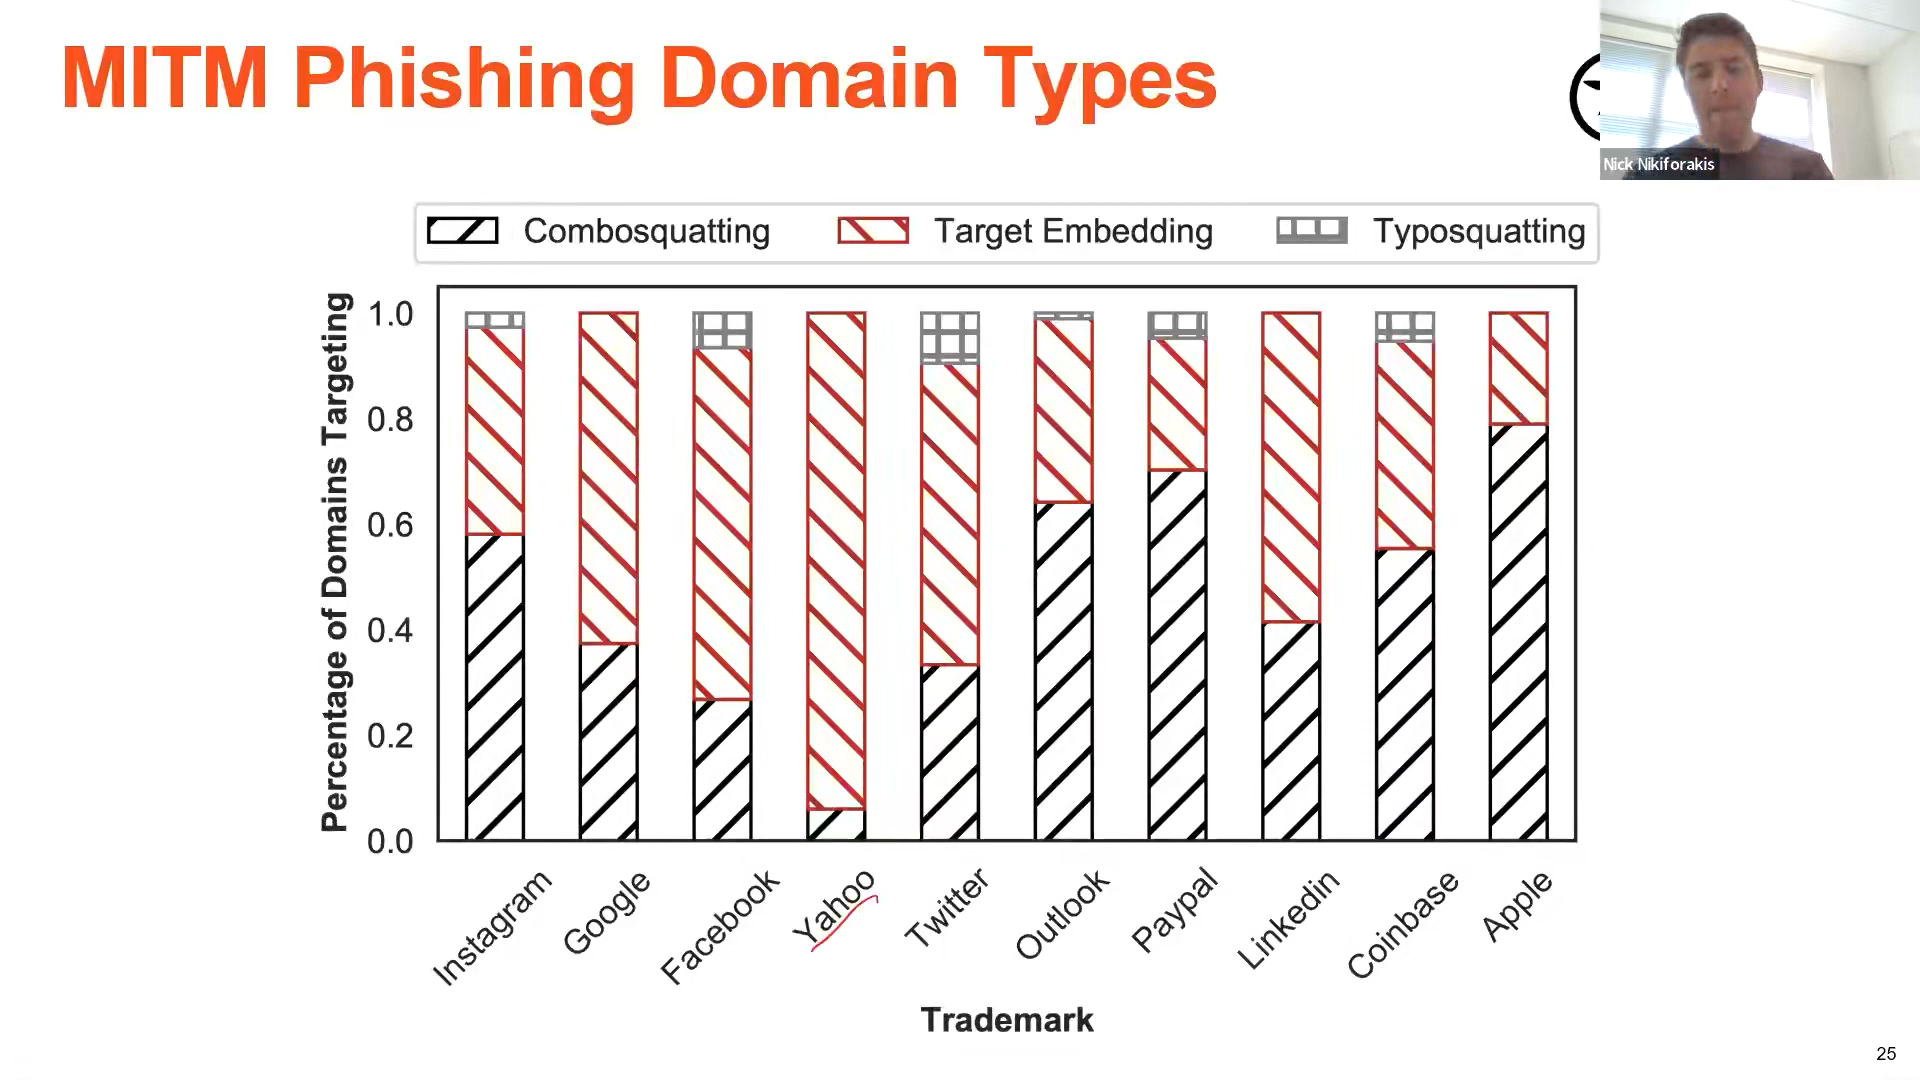 MITM Phishing Domain Types
Nick Nikiforakis
Combosquatting
Target Embedding
Typosquatting
Percentage of Domains Targeting
1.0
0.8
0.6
0.4
0.2
0.0
Instagram
Google
Facebook
Yahoo
Twitter
Outlook
Paypal
Linkedin
Coinbase
Apple
Trademark
25